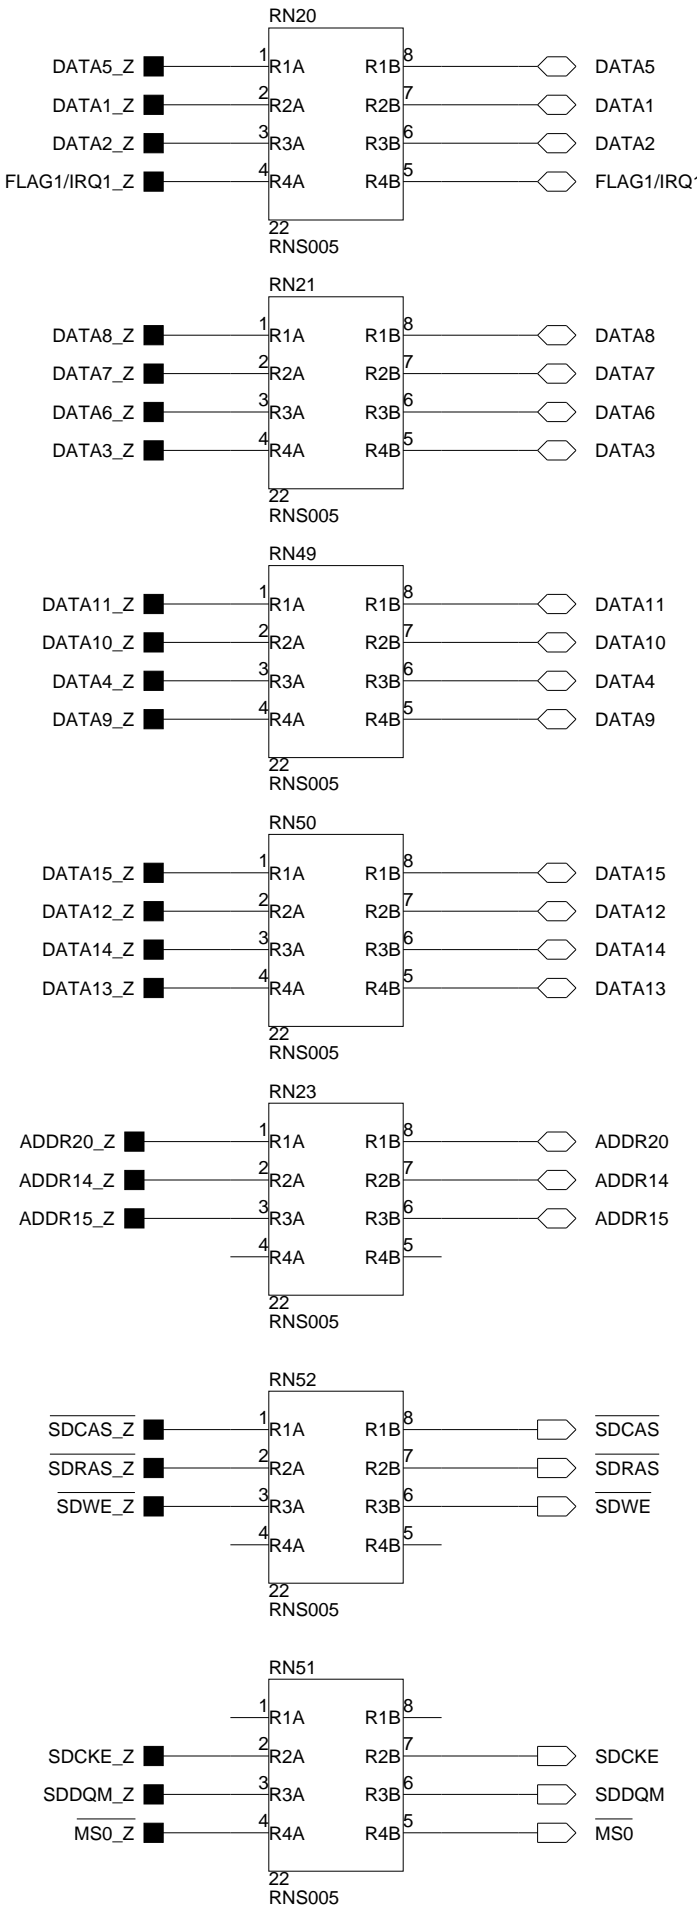 RN20
DATA5_Z 1 R1A R1B 8 DATA5
DATA1_Z 2 R2A R2B 7 DATA1
DATA2_Z 3 R3A R3B 6 DATA2
FLAG1/IRQ1_Z 4 R4A R4B 5 FLAG1/IRQ1
22
RNS005
RN21
DATA8_Z 1 R1A R1B 8 DATA8
DATA7_Z 2 R2A R2B 7 DATA7
DATA6_Z 3 R3A R3B 6 DATA6
DATA3_Z 4 R4A R4B 5 DATA3
22
RNS005
RN49
DATA11_Z 1 R1A R1B 8 DATA11
DATA10_Z 2 R2A R2B 7 DATA10
DATA4_Z 3 R3A R3B 6 DATA4
DATA9_Z 4 R4A R4B 5 DATA9
22
RNS005
RN50
DATA15_Z 1 R1A R1B 8 DATA15
DATA12_Z 2 R2A R2B 7 DATA12
DATA14_Z 3 R3A R3B 6 DATA14
DATA13_Z 4 R4A R4B 5 DATA13
22
RNS005
RN23
ADDR20_Z 1 R1A R1B 8 ADDR20
ADDR14_Z 2 R2A R2B 7 ADDR14
ADDR15_Z 3 R3A R3B 6 ADDR15
4 R4A R4B 5
22
RNS005
RN52
SDCAS_Z 1 R1A R1B 8 SDCAS
SDRAS_Z 2 R2A R2B 7 SDRAS
SDWE_Z 3 R3A R3B 6 SDWE
4 R4A R4B 5
22
RNS005
RN51
1 R1A R1B 8
SDCKE_Z 2 R2A R2B 7 SDCKE
SDDQM_Z 3 R3A R3B 6 SDDQM
MS0_Z 4 R4A R4B 5 MS0
22
RNS005